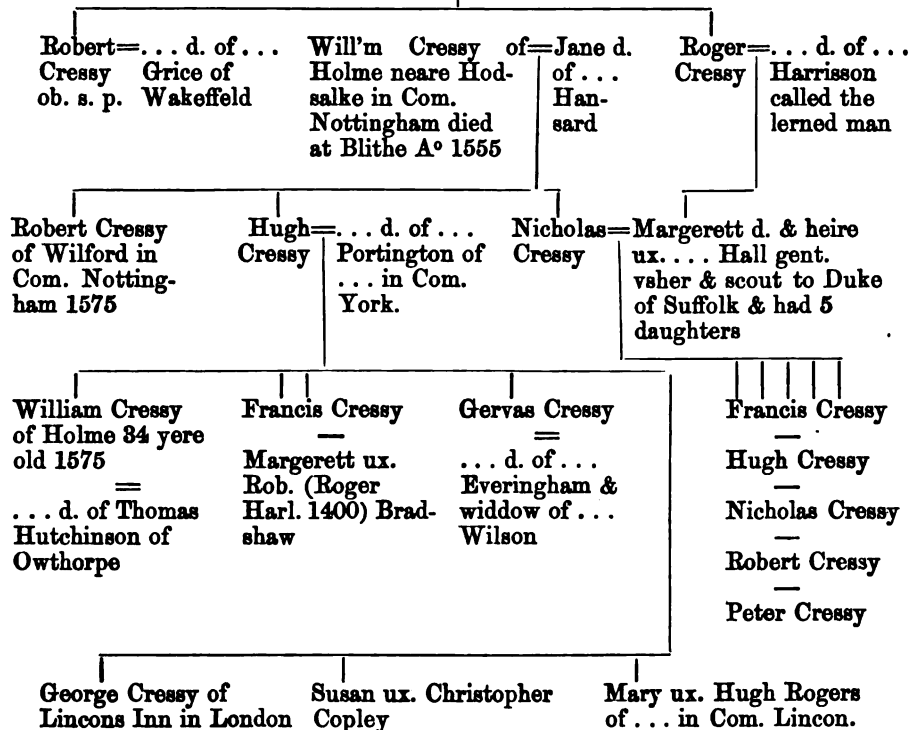 Robert=... d. of...
Cressy Grice of
ob. s. p. Wakeffeld
Will'm Cressy of=Jane d.
Holme neare Hod- of...
salke in Com. Han-
Nottingham died sard
at Blithe Aº 1555
Roger=... d. of...
Cressy Harrisson
called the
lerned man
Robert Cressy
of Wilford in
Com. Notting-
ham 1575
Hugh=... d. of...
Cressy Portington of
... in Com.
York.
Nicholas=Margerett d. & heire
Cressy ux.... Hall gent.
vsher & scout to Duke
of Suffolk & had 5
daughters
William Cressy
of Holme 34 yere
old 1575
=
... d. of Thomas
Hutchinson of
Owthorpe
Francis Cressy
—
Margerett ux.
Rob. (Roger
Harl. 1400) Brad-
shaw
Gervas Cressy
=
... d. of...
Everingham &
widdow of...
Wilson
Francis Cressy
—
Hugh Cressy
—
Nicholas Cressy
—
Robert Cressy
—
Peter Cressy
George Cressy of
Lincons Inn in London
Susan ux. Christopher
Copley
Mary ux. Hugh Rogers
of... in Com. Lincon.